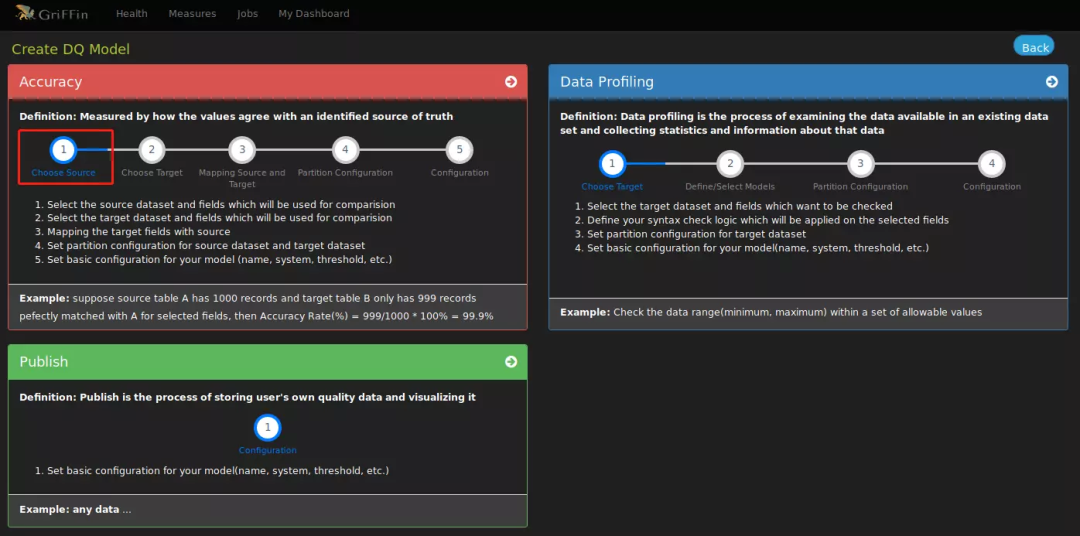 GriFFin Health Measures Jobs My Dashboard
Create DQ Model
Back
Accuracy
Definition: Measured by how the values agree with an identified source of truth
1 2 3 4 5
Choose Source Choose Target Mapping Source and Partition Configuration Configuration
Target
1. Select the source dataset and fields which will be used for comparision
2. Select the target dataset and fields which will be used for comparision
3. Mapping the target fields with source
4. Set partition configuration for source dataset and target dataset
5. Set basic configuration for your model (name, system, threshold, etc.)
Example: suppose source table A has 1000 records and target table B only has 999 records
pefectly matched with A for selected fields, then Accuracy Rate(%) = 999/1000 * 100% = 99.9%
Data Profiling
Definition: Data profiling is the process of examining the data available in an existing data
set and collecting statistics and information about that data
1 2 3 4
Choose Target Define/Select Models Partition Configuration Configuration
1. Select the target dataset and fields which want to be checked
2. Define your syntax check logic which will be applied on the selected fields
3. Set partition configuration for target dataset
4. Set basic configuration for your model(name, system, threshold, etc.)
Example: Check the data range(minimum, maximum) within a set of allowable values
Publish
Definition: Publish is the process of storing user's own quality data and visualizing it
1
Configuration
1. Set basic configuration for your model(name, system, threshold, etc.)
Example: any data ...